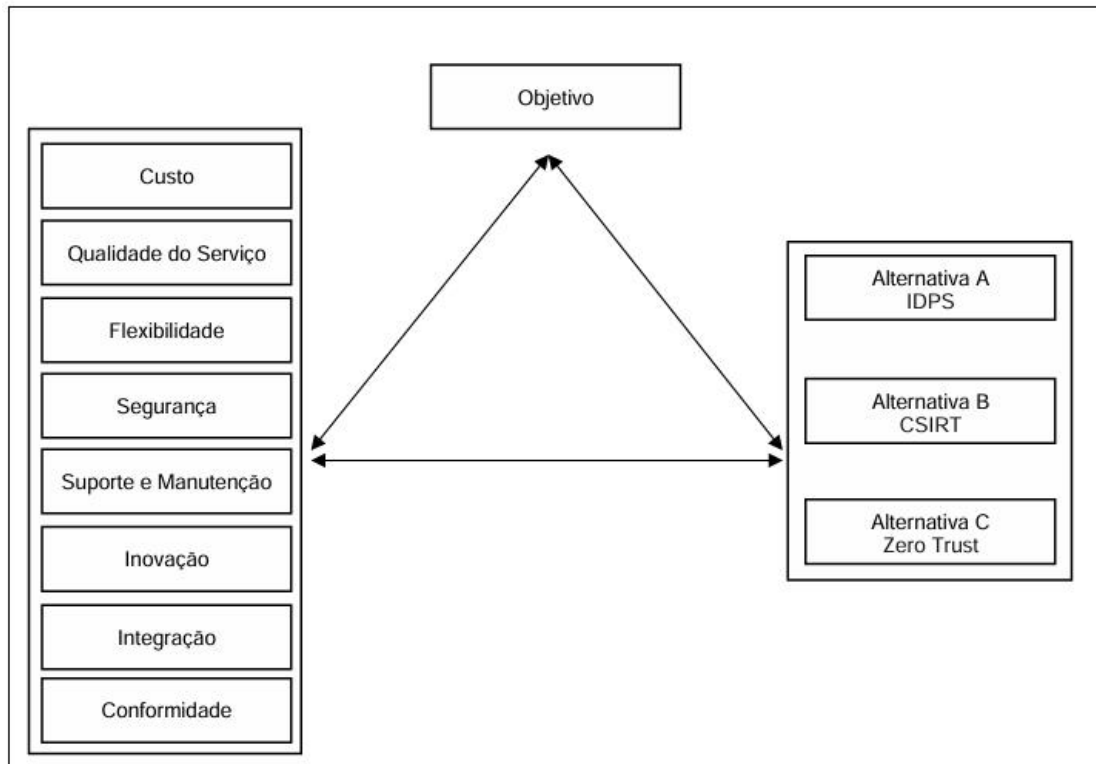 Objetivo
Custo
Qualidade do Serviço
Flexibilidade
Segurança
Suporte e Manutenção
Inovação
Integração
Conformidade
Alternativa A
IDPS
Alternativa B
CSIRT
Alternativa C
Zero Trust